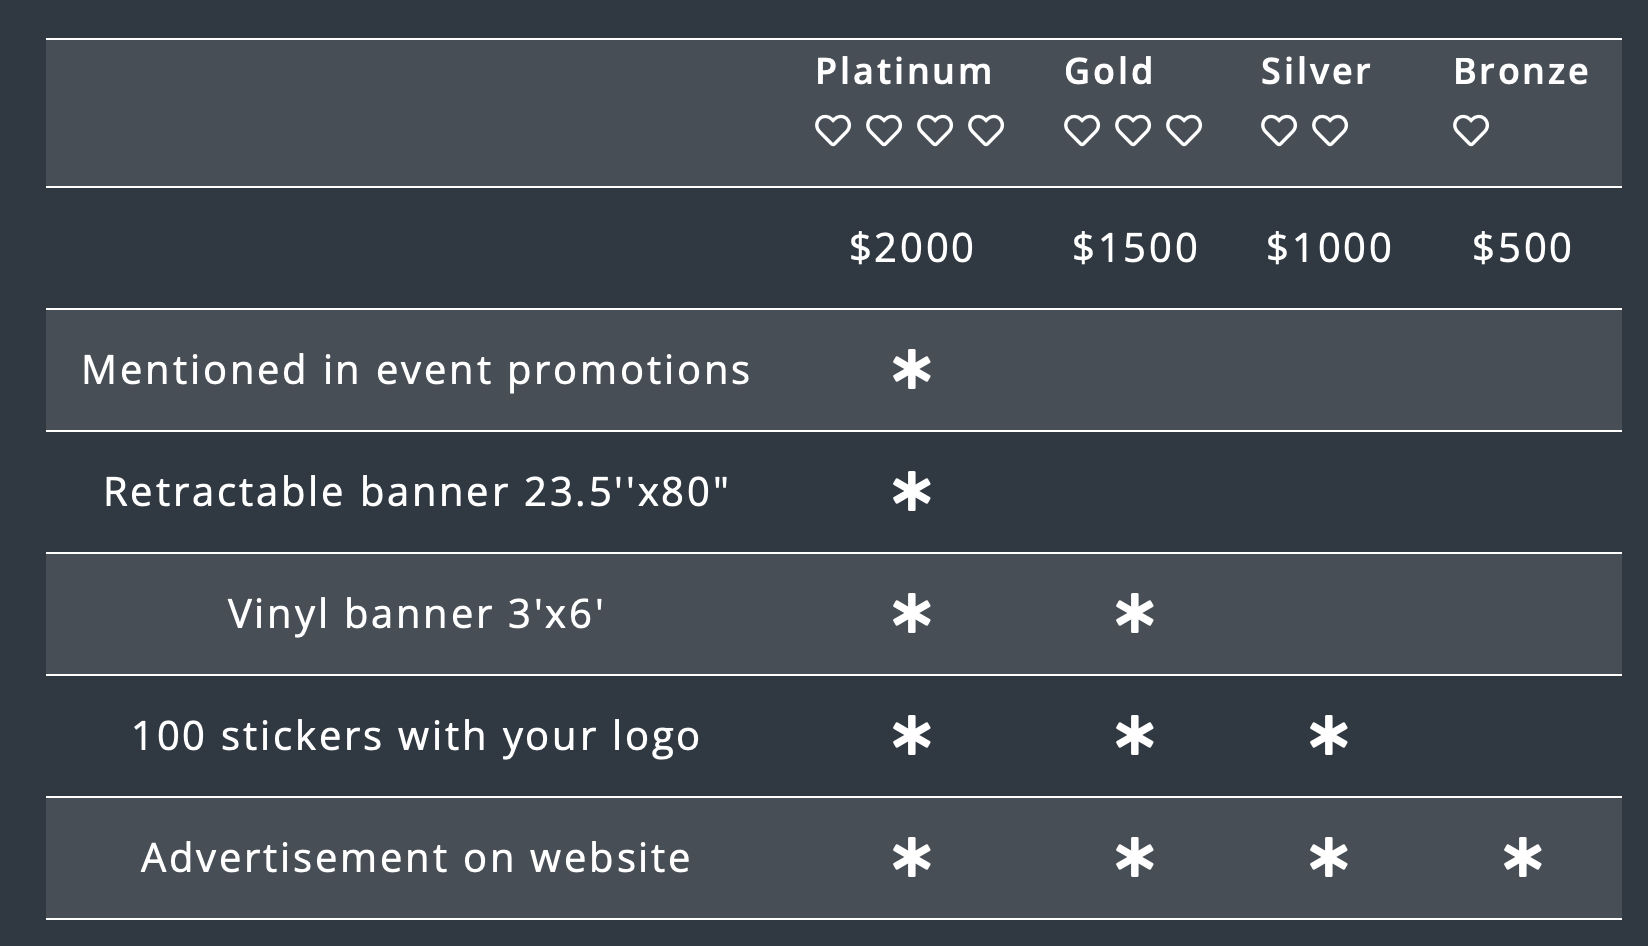 Platinum Gold Silver Bronze
♡ ♡ ♡ ♡ ♡ ♡ ♡ ♡ ♡ ♡
$2000 $1500 $1000 $500
Mentioned in event promotions *
Retractable banner 23.5''x80" *
Vinyl banner 3'x6' * *
100 stickers with your logo * * *
Advertisement on website * * * *